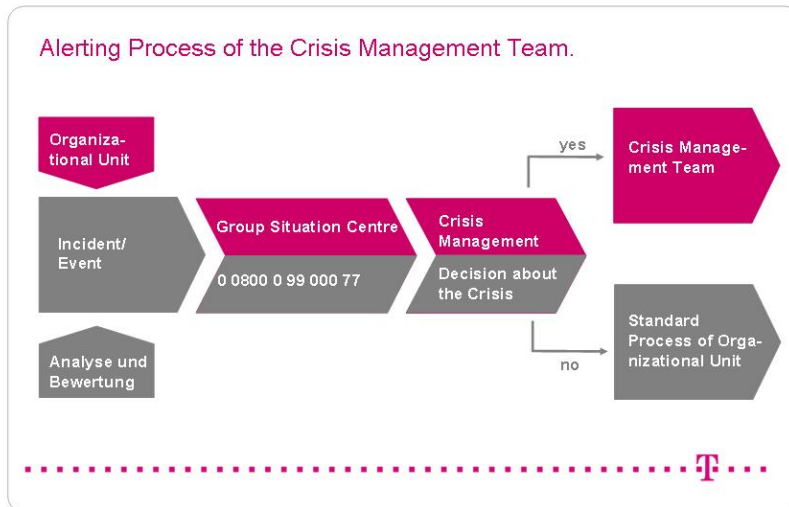 Alerting Process of the Crisis Management Team.
Organiza-
tional Unit
Incident/
Event
Analyse und
Bewertung
Group Situation Centre
0 0800 0 99 000 77
Crisis
Management
Decision about
the Crisis
yes
Crisis Manage-
ment Team
no
Standard
Process of Orga-
nizational Unit
T